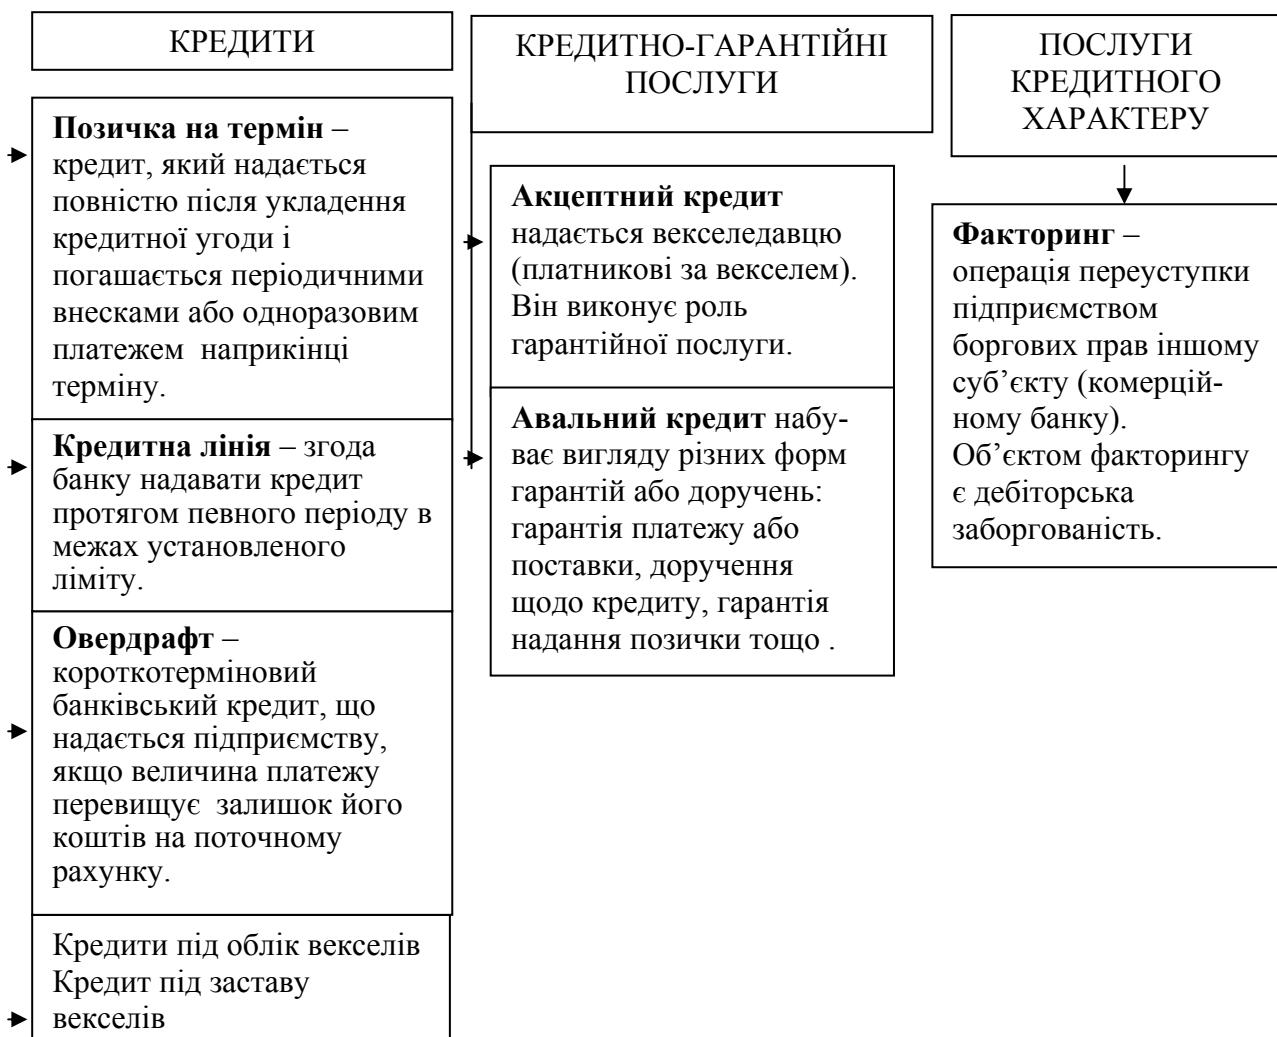 КРЕДИТИ
Позичка на термін –
кредит, який надається
повністю після укладення
кредитної угоди і
погашається періодичними
внесками або одноразовим
платежем наприкінці
терміну.
Кредитна лінія – згода
банку надавати кредит
протягом певного періоду в
межах установленого
ліміту.
Овердрафт –
короткотерміновий
банківський кредит, що
надається підприємству,
якщо величина платежу
перевищує залишок його
коштів на поточному
рахунку.
Кредити під облік векселів
Кредит під заставу
векселів
КРЕДИТНО-ГАРАНТІЙНІ
ПОСЛУГИ
Акцептний кредит
надається векселедавцю
(платникові за векселем).
Він виконує роль
гарантійної послуги.
Авальний кредит набу-
ває вигляду різних форм
гарантій або доручень:
гарантія платежу або
поставки, доручення
щодо кредиту, гарантія
надання позички тощо .
ПОСЛУГИ
КРЕДИТНОГО
ХАРАКТЕРУ
Факторинг –
операція переуступки
підприємством
боргових прав іншому
суб’єкту (комерцій-
ному банку).
Об’єктом факторингу
є дебіторська
заборгованість.